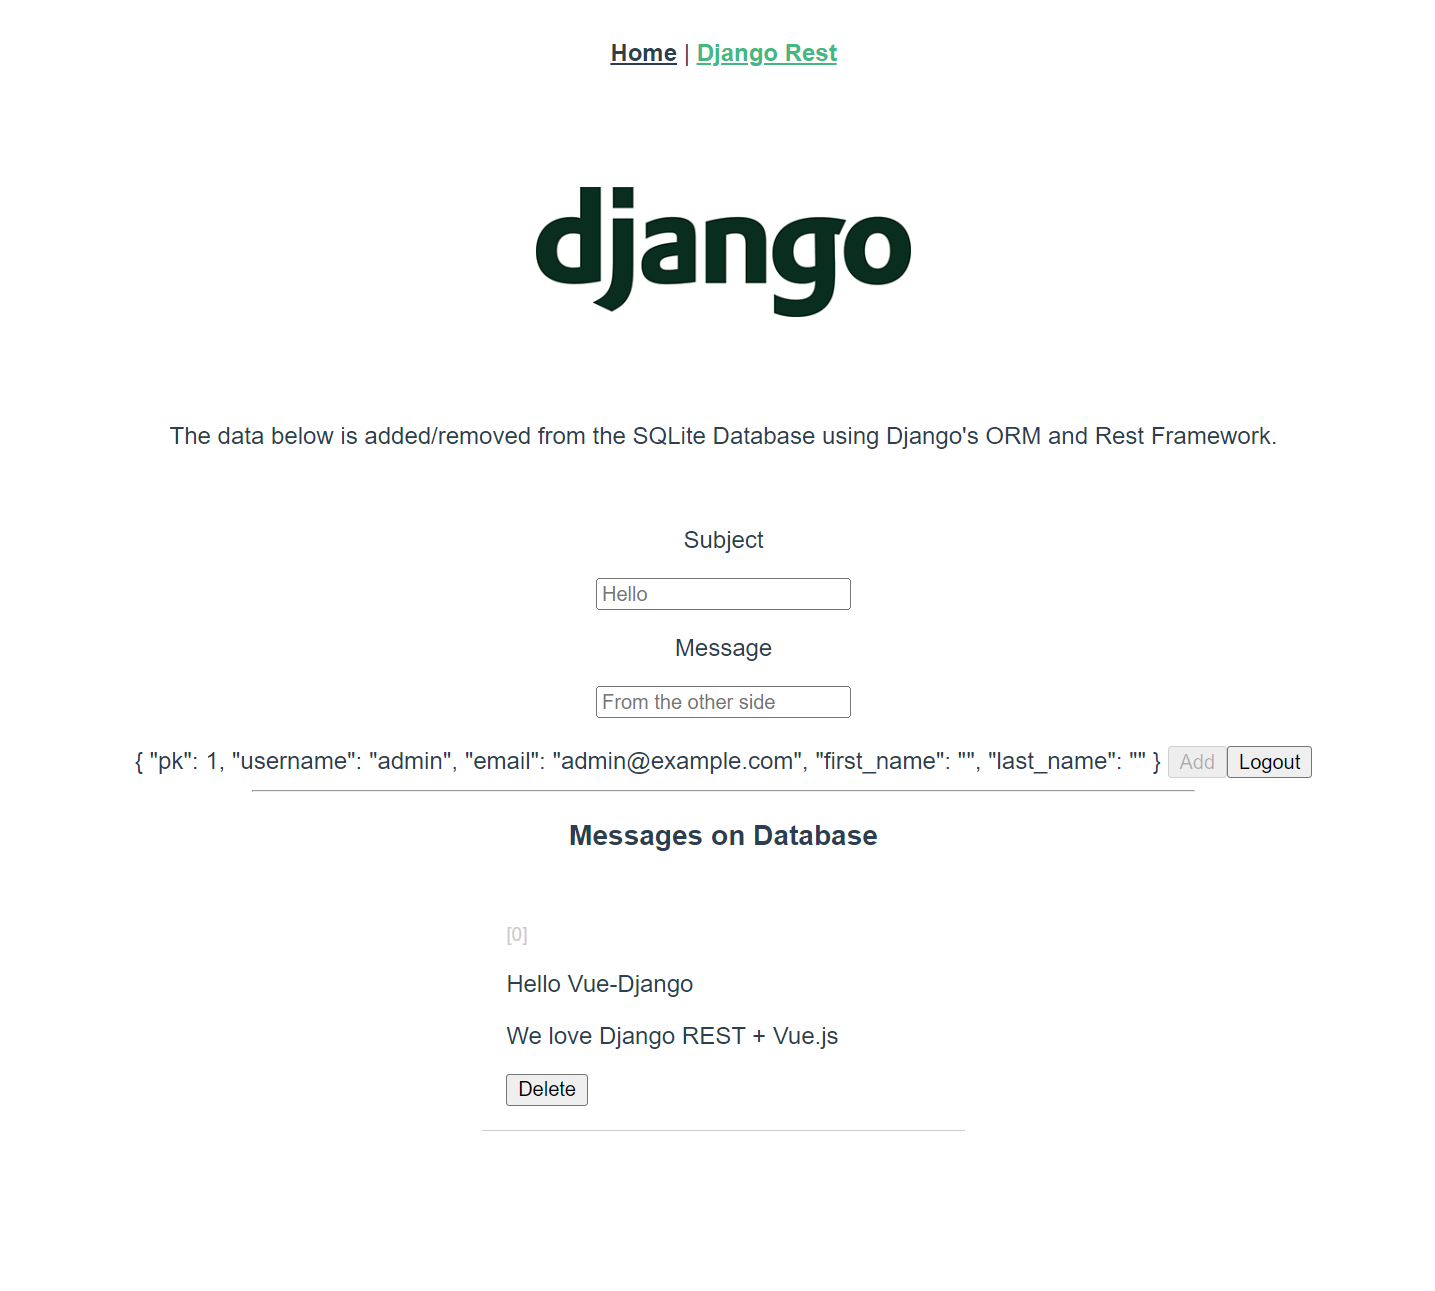 Home | Django Rest
django
The data below is added/removed from the SQLite Database using Django's ORM and Rest Framework.
Subject
Hello
Message
From the other side
{ "pk": 1, "username": "admin", "email": "admin@example.com", "first_name": "", "last_name": "" } Add Logout
Messages on Database
[0]
Hello Vue-Django
We love Django REST + Vue.js
Delete